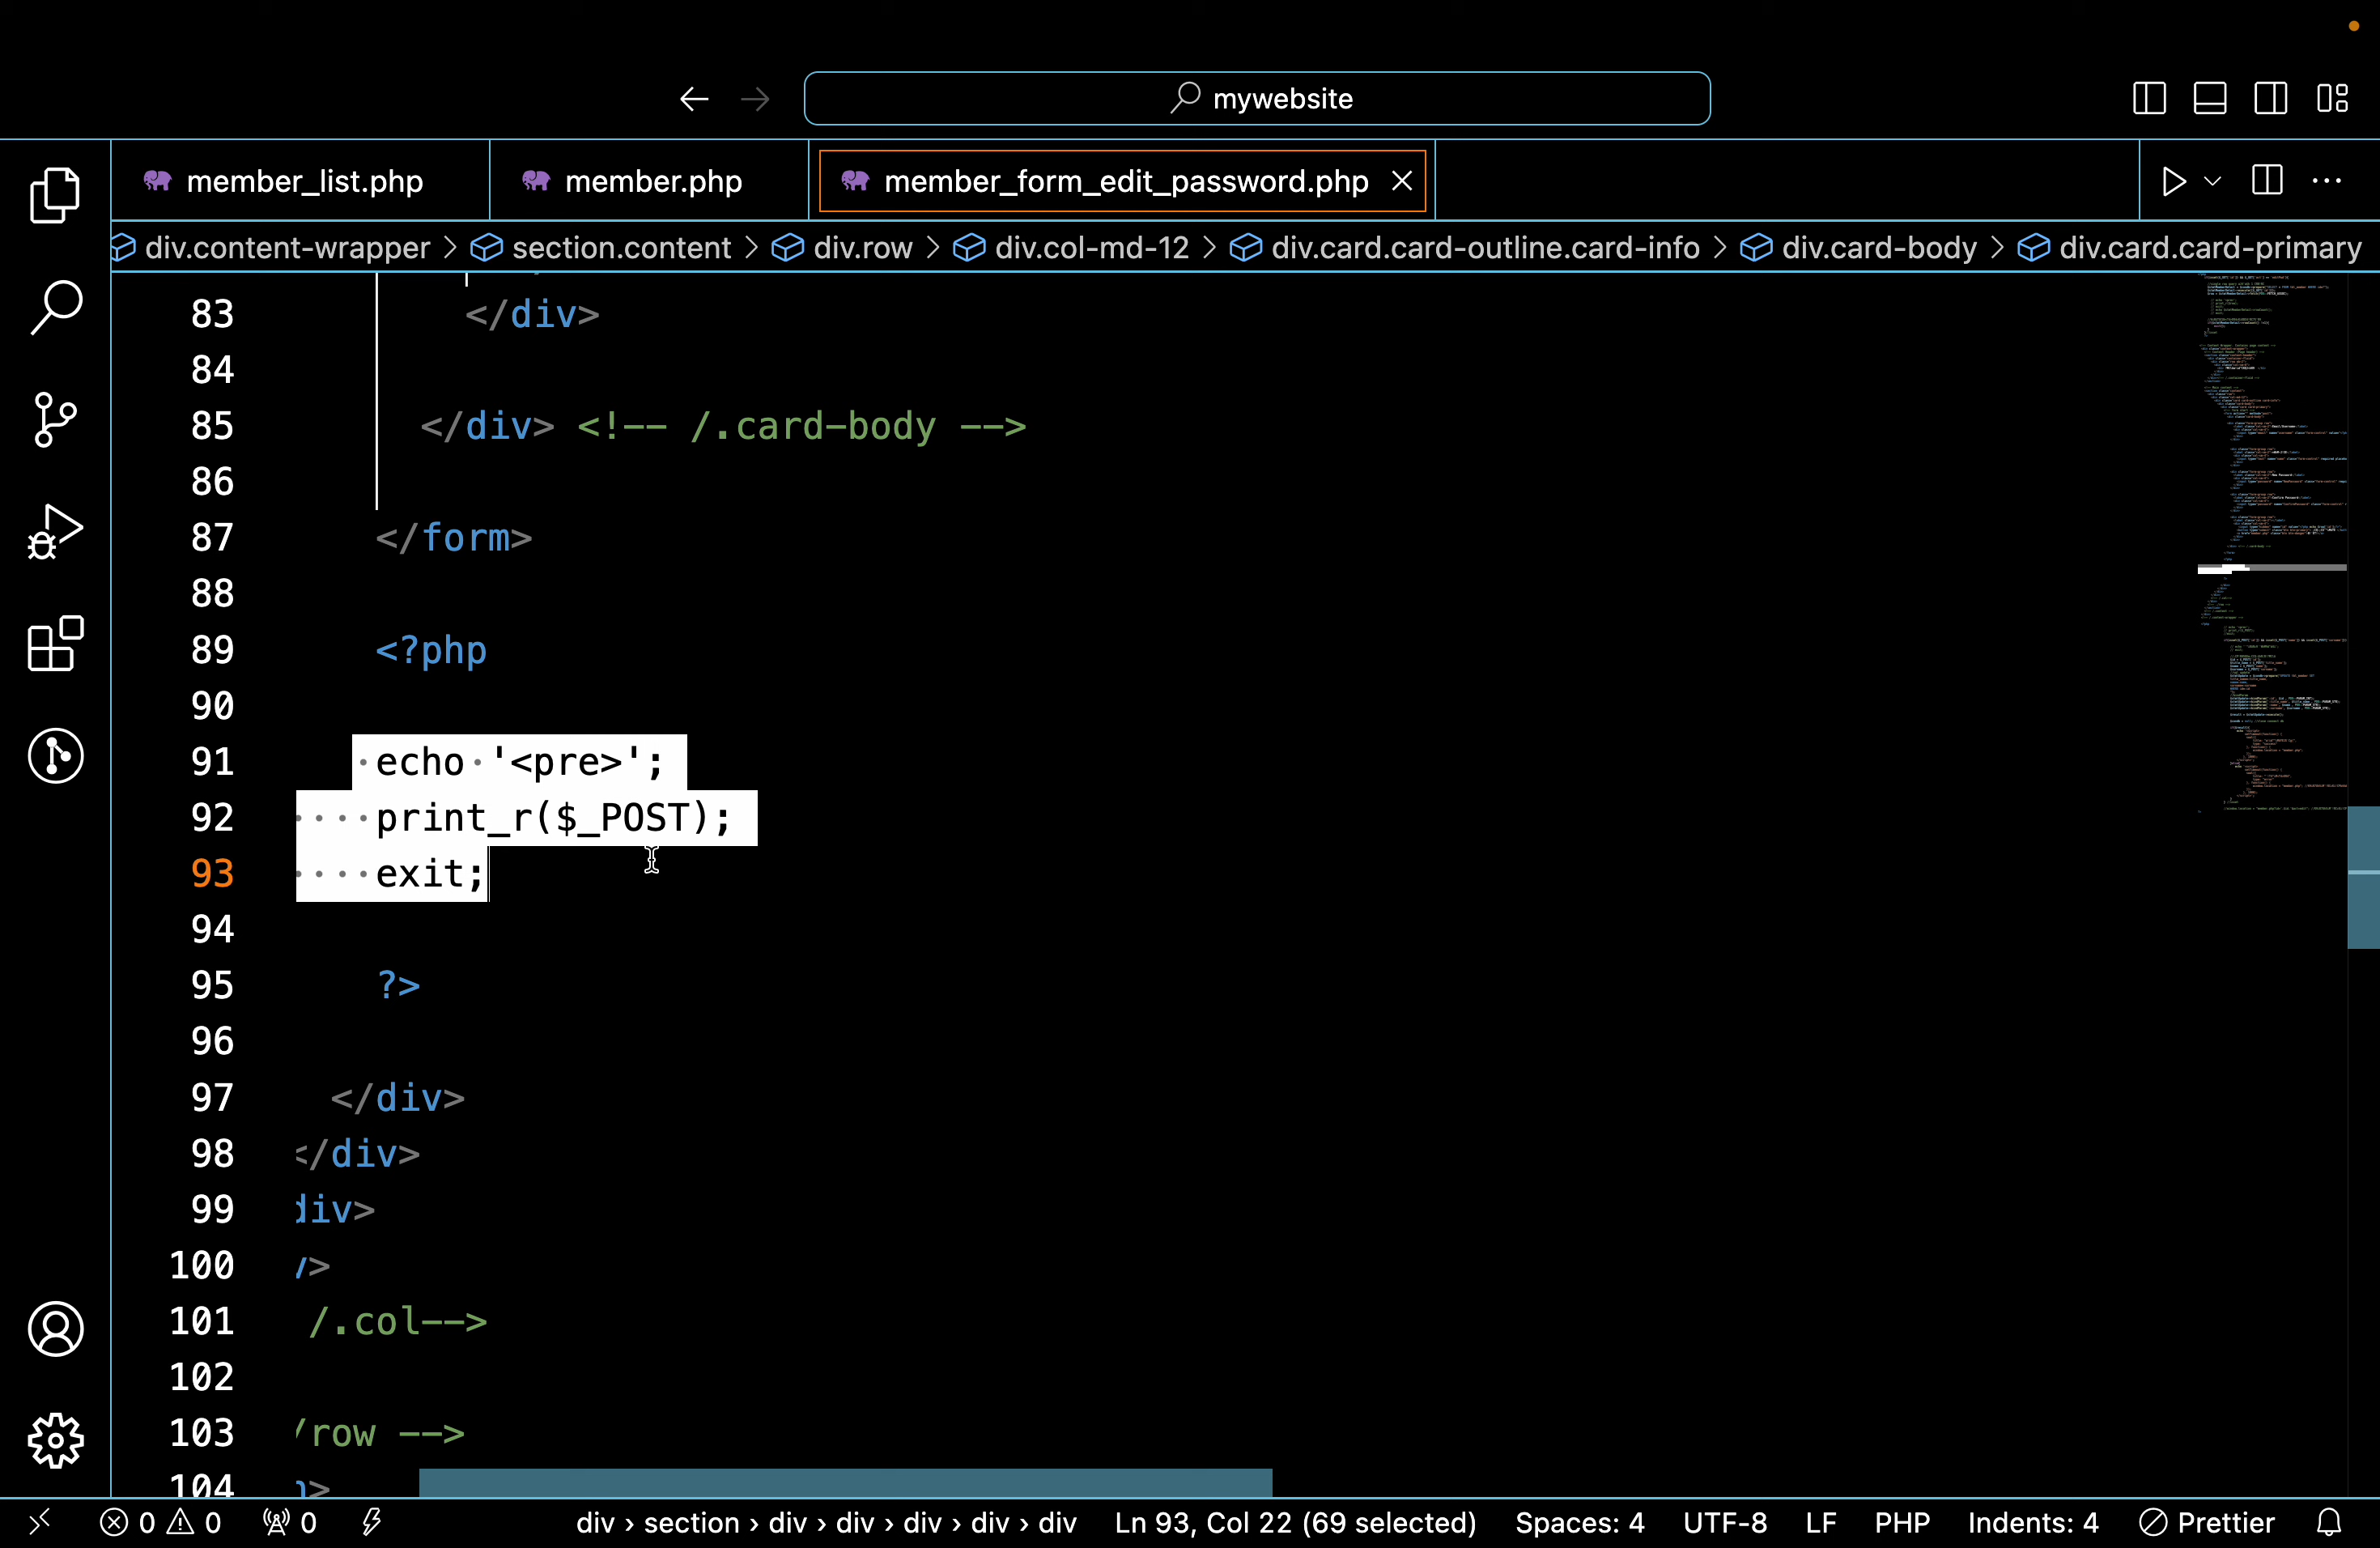 mywebsite
member_list.php
member.php
member_form_edit_password.php
div.content-wrapper > section.content > div.row > div.col-md-12 > div.card.card-outline.card-info > div.card-body > div.card.card-primary
83 </div>
84
85 </div> <!-- /.card-body -->
86
87 </form>
88
89 <?php
90
91 echo '<pre>';
92 print_r($_POST);
93 exit;
94
95 ?>
96
97 </div>
98 </div>
99 div>
100 >
101 /.col-->
102
103 /row -->
104 >
0 0 0 div › section › div › div › div › div › div Ln 93, Col 22 (69 selected) Spaces: 4 UTF-8 LF PHP Indents: 4 Prettier